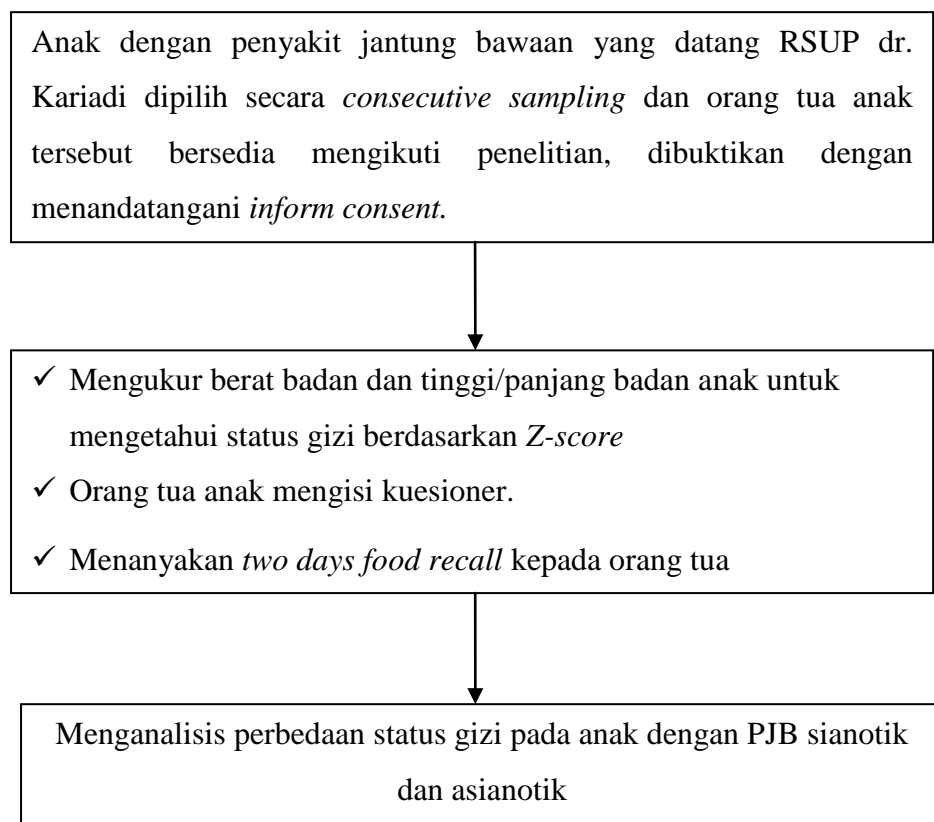 Anak dengan penyakit jantung bawaan yang datang RSUP dr.
Kariadi dipilih secara consecutive sampling dan orang tua anak
tersebut bersedia mengikuti penelitian, dibuktikan dengan
menandatangani inform consent.
✓ Mengukur berat badan dan tinggi/panjang badan anak untuk
mengetahui status gizi berdasarkan Z-score
✓ Orang tua anak mengisi kuesioner.
✓ Menanyakan two days food recall kepada orang tua
Menganalisis perbedaan status gizi pada anak dengan PJB sianotik
dan asianotik